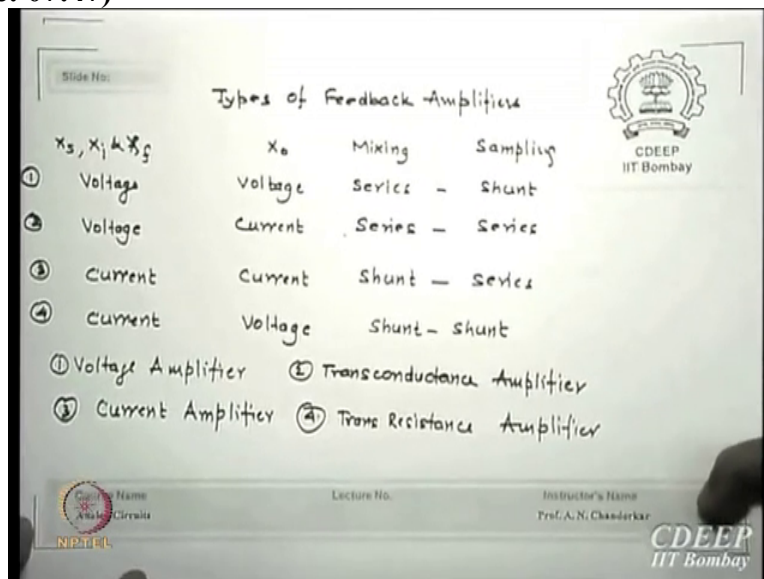 Slide No:
Types of Feedback Amplifiers
CDEEP
IIT Bombay
Xs, Xi & Xf Xo Mixing Sampling
① Voltage Voltage Series - Shunt
② Voltage Current Series - Series
③ Current Current Shunt - Series
④ Current Voltage Shunt - Shunt
① Voltage Amplifier ② Transconductance Amplifier
③ Current Amplifier ④ Trans Resistance Amplifier
Name Lecture No. Instructor's Name
Circuits Prof. A. N. Chandorkar
NPTEL
CDEEP
IIT Bombay